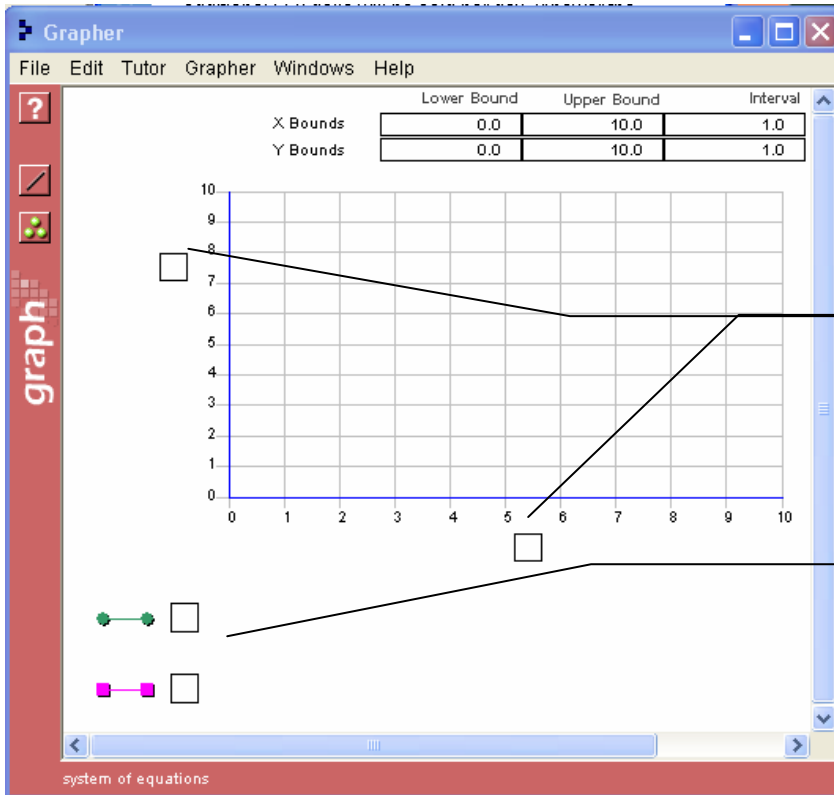 Grapher
File Edit Tutor Grapher Windows Help
Lower Bound Upper Bound Interval
X Bounds 0.0 10.0 1.0
Y Bounds 0.0 10.0 1.0
10
9
8
7
6
5
4
3
2
1
0
0 1 2 3 4 5 6 7 8 9 10
?
graph
system of equations